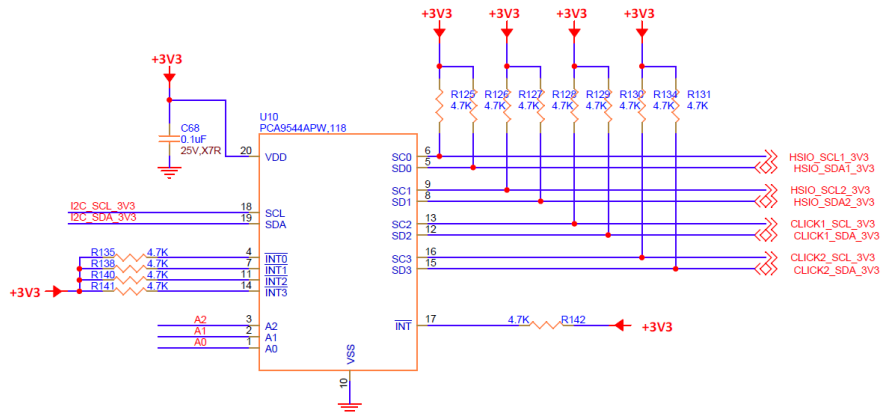 +3V3 +3V3 +3V3 +3V3
+3V3
R125 R126 R127 R128 R129 R130 R134 R131
4.7K 4.7K 4.7K 4.7K 4.7K 4.7K 4.7K 4.7K
C68
0.1uF
25V,X7R
U10
PCA9544APW,118
20 VDD
SC0 6 HSIO_SCL1_3V3
SD0 5 HSIO_SDA1_3V3
SC1 9 HSIO_SCL2_3V3
SD1 8 HSIO_SDA2_3V3
I2C_SCL_3V3 18 SCL
I2C_SDA_3V3 19 SDA
SC2 13 CLICK1_SCL_3V3
SD2 12 CLICK1_SDA_3V3
R135 4.7K 4 INT0
R138 4.7K 7 INT1
R140 4.7K 11 INT2
R141 4.7K 14 INT3
+3V3
SC3 16 CLICK2_SCL_3V3
SD3 15 CLICK2_SDA_3V3
A2 3 A2
A1 2 A1
A0 1 A0
INT 17 4.7K R142 +3V3
VSS
10